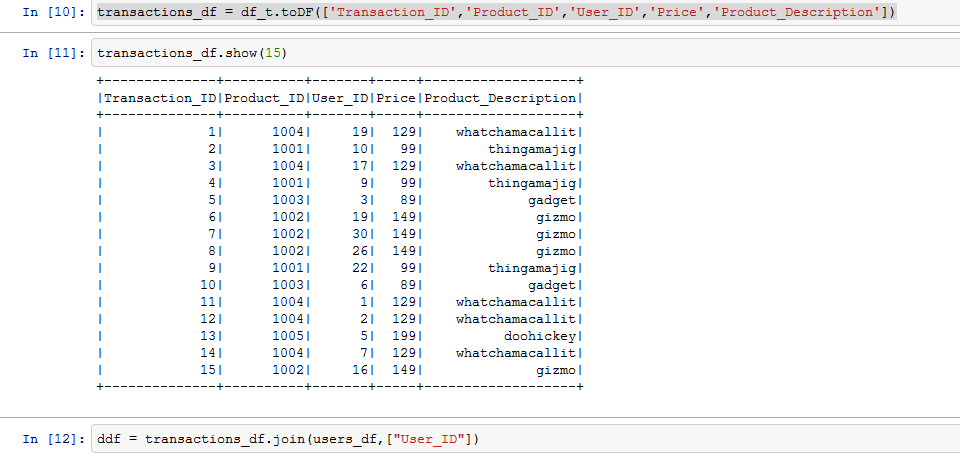 In [10]: transactions_df = df_t.toDF(['Transaction_ID','Product_ID','User_ID','Price','Product_Description'])
In [11]: transactions_df.show(15)
+--------------+----------+-------+-----+-------------------+
|Transaction_ID|Product_ID|User_ID|Price|Product_Description|
+--------------+----------+-------+-----+-------------------+
|             1|      1004|     19|  129|     whatchamacallit|
|             2|      1001|     10|   99|        thingamajig|
|             3|      1004|     17|  129|    whatchamacallit|
|             4|      1001|      9|   99|        thingamajig|
|             5|      1003|      3|   89|             gadget|
|             6|      1002|     19|  149|              gizmo|
|             7|      1002|     30|  149|              gizmo|
|             8|      1002|     26|  149|              gizmo|
|             9|      1001|     22|   99|        thingamajig|
|            10|      1003|      6|   89|             gadget|
|            11|      1004|      1|  129|    whatchamacallit|
|            12|      1004|      2|  129|    whatchamacallit|
|            13|      1005|      5|  199|          doohickey|
|            14|      1004|      7|  129|    whatchamacallit|
|            15|      1002|     16|  149|              gizmo|
+--------------+----------+-------+-----+-------------------+
In [12]: ddf = transactions_df.join(users_df,["User_ID"])